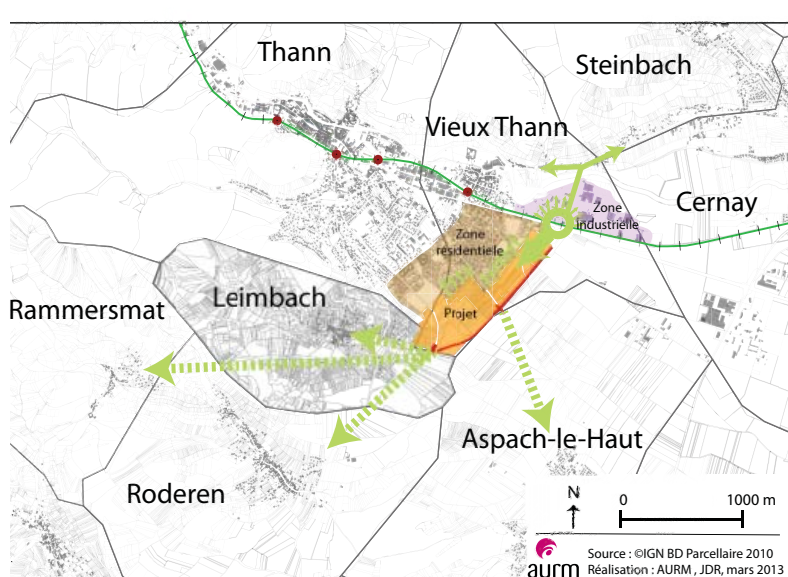 Thann
Steinbach
Vieux Thann
Cernay
Zone
industrielle
Zone
résidentielle
Leimbach
Rammersmat
Projet
Aspach-le-Haut
Roderen
N
0 1000 m
aurm
Source : ©IGN BD Parcellaire 2010
Réalisation : AURM , JDR, mars 2013